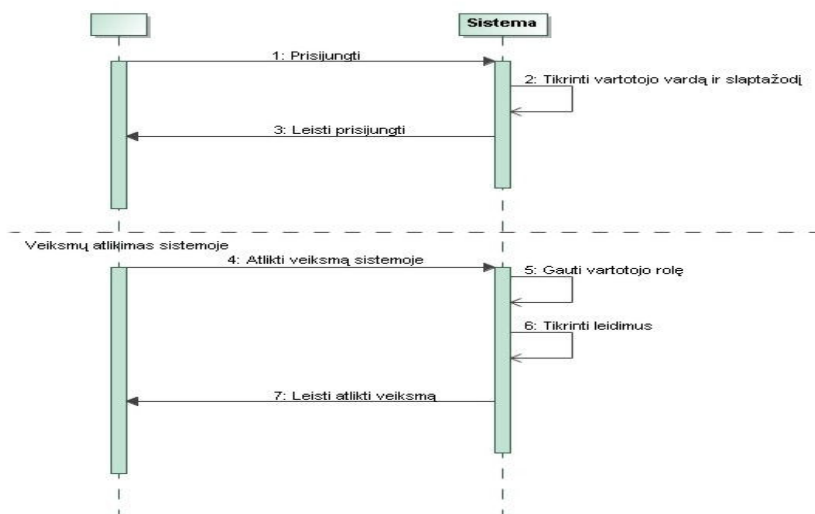 Sistema
1: Prisijungti
2: Tikrinti vartotojo vardą ir slaptažodį
3: Leisti prisijungti
Veiksmų atlikimas sistemoje
4: Atlikti veiksmą sistemoje
5: Gauti vartotojo rolę
6: Tikrinti leidimus
7: Leisti atlikti veiksmą